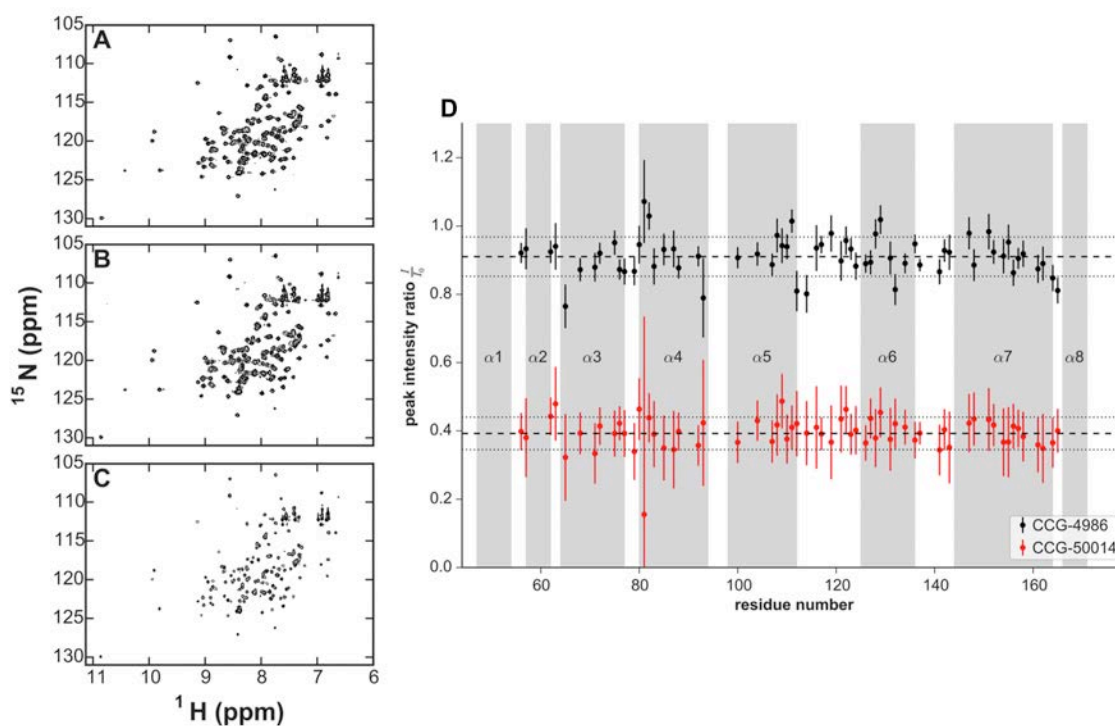 A
105
110
115
120
125
130
B
105
110
115
120
125
130
C
105
110
115
120
125
130
11 10 9 8 7 6
¹⁵N (ppm)
¹H (ppm)
D
peak intensity ratio I/I₀
1.2
1.0
0.8
0.6
0.4
0.2
0.0
α1 α2 α3 α4 α5 α6 α7 α8
CCG-4986
CCG-50014
60 80 100 120 140 160
residue number